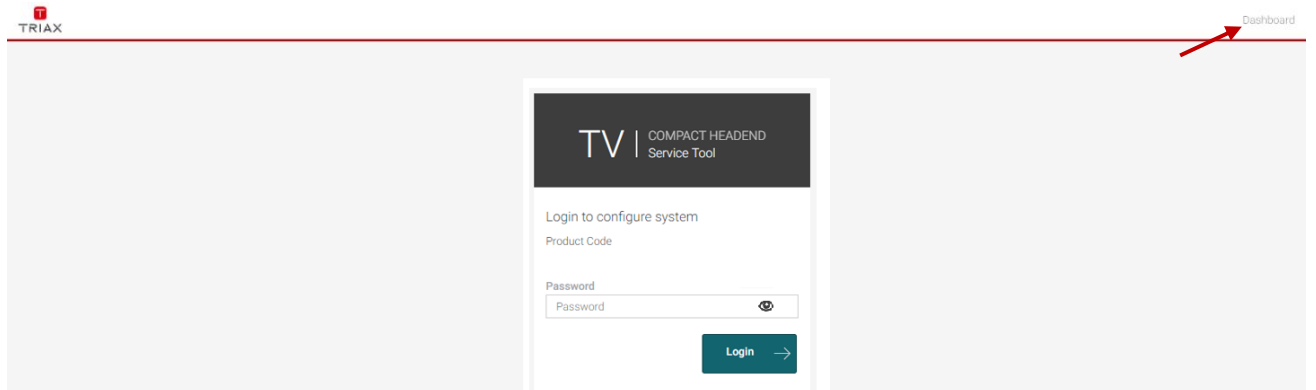 T
TRIAX
Dashboard
TV | COMPACT HEADEND
Service Tool
Login to configure system
Product Code
Password
Password
Login